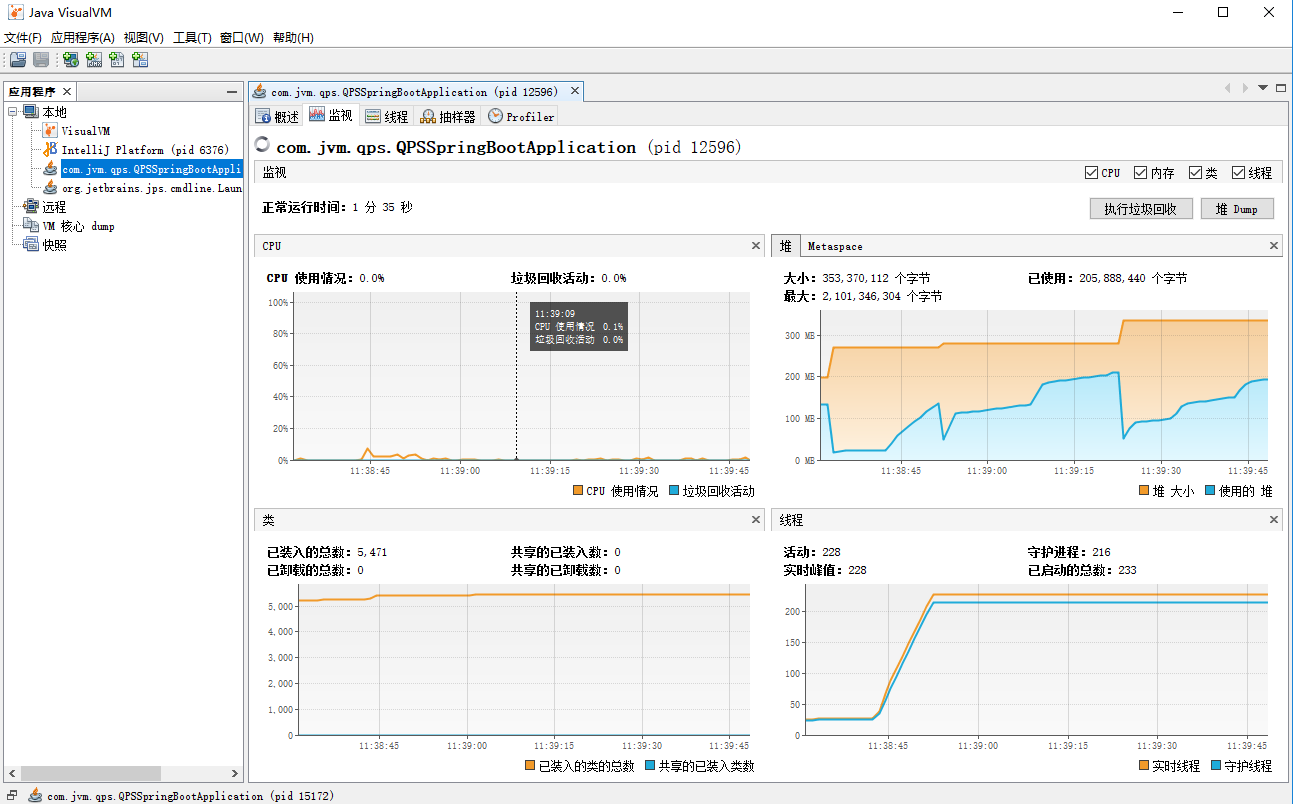 Java VisualVM
文件(F) 应用程序(A) 视图(V) 工具(T) 窗口(W) 帮助(H)
应用程序
本地
VisualVM
IntelliJ Platform (pid 6376)
com.jvm.qps.QPSSpringBootAppli
org.jetbrains.jps.cmdline.Laun
远程
VM 核心 dump
快照
com.jvm.qps.QPSSpringBootApplication (pid 12596)
概述 监视 线程 抽样器 Profiler
com.jvm.qps.QPSSpringBootApplication (pid 12596)
监视 CPU 内存 类 线程
正常运行时间: 1 分 35 秒 执行垃圾回收 堆 Dump
CPU
CPU 使用情况: 0.0% 垃圾回收活动: 0.0%
100%
80%
60%
40%
20%
0%
11:39:09
CPU 使用情况 0.1%
垃圾回收活动 0.0%
11:38:45 11:39:00 11:39:15 11:39:30 11:39:45
CPU 使用情况 垃圾回收活动
堆 Metaspace
大小: 353,370,112 个字节 已使用: 205,888,440 个字节
最大: 2,101,346,304 个字节
300 MB
200 MB
100 MB
0 MB
11:38:45 11:39:00 11:39:15 11:39:30 11:39:45
堆 大小 使用的 堆
类
已装入的总数: 5,471 共享的已装入数: 0
已卸载的总数: 0 共享的已卸载数: 0
5,000
4,000
3,000
2,000
1,000
0
11:38:45 11:39:00 11:39:15 11:39:30 11:39:45
已装入的类的总数 共享的已装入类数
线程
活动: 228 守护进程: 216
实时峰值: 228 已启动的总数: 233
200
150
100
50
0
11:38:45 11:39:00 11:39:15 11:39:30 11:39:45
实时线程 守护线程
com.jvm.qps.QPSSpringBootApplication (pid 15172)